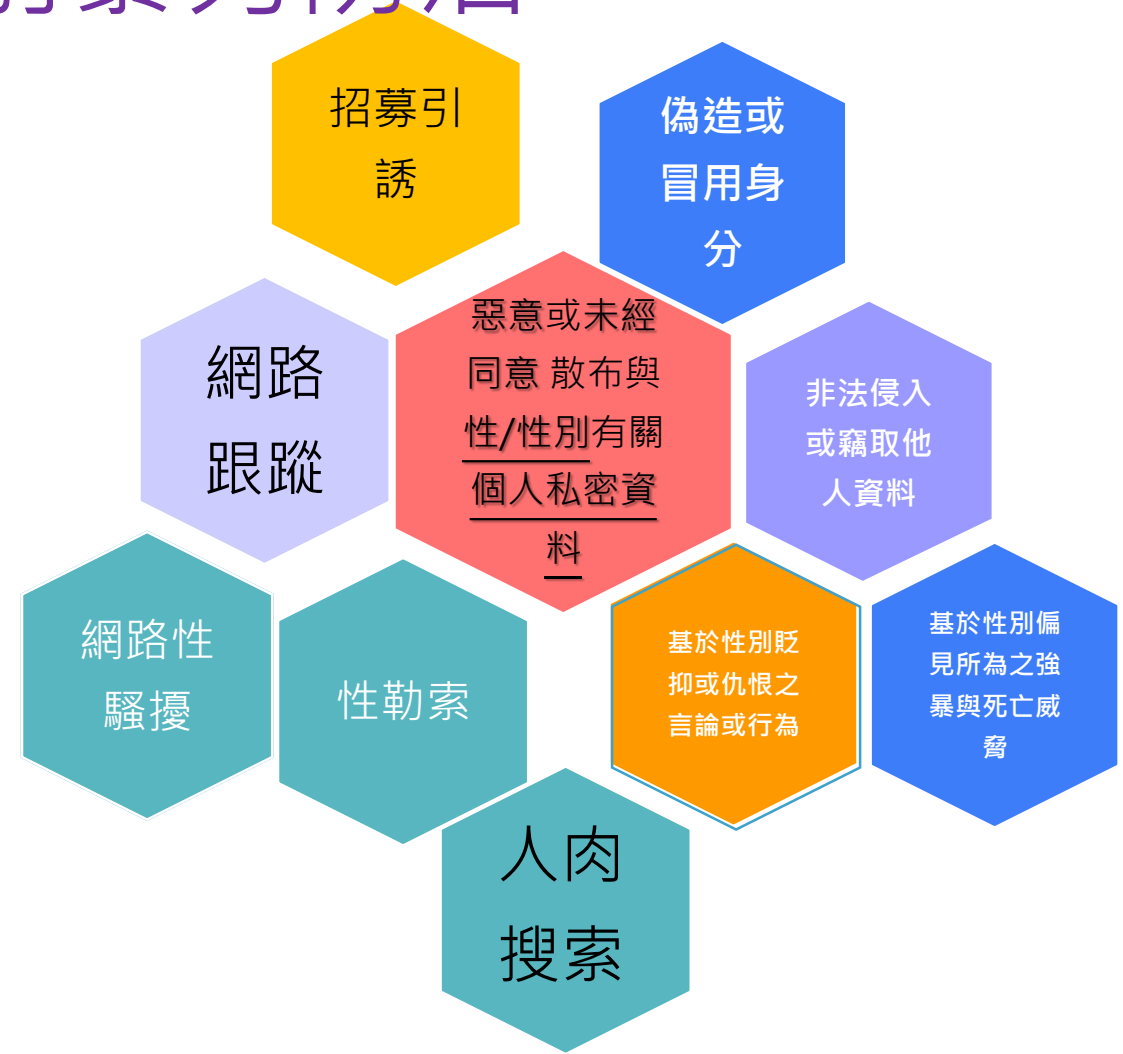 招募引
誘
偽造或
冒用身
分
惡意或未經
同意 散布與
性/性別有關
個人私密資
料
網路
跟蹤
非法侵入
或竊取他
人資料
網路性
騷擾
性勒索
基於性別貶
抑或仇恨之
言論或行為
基於性別偏
見所為之強
暴與死亡威
脅
人肉
搜索